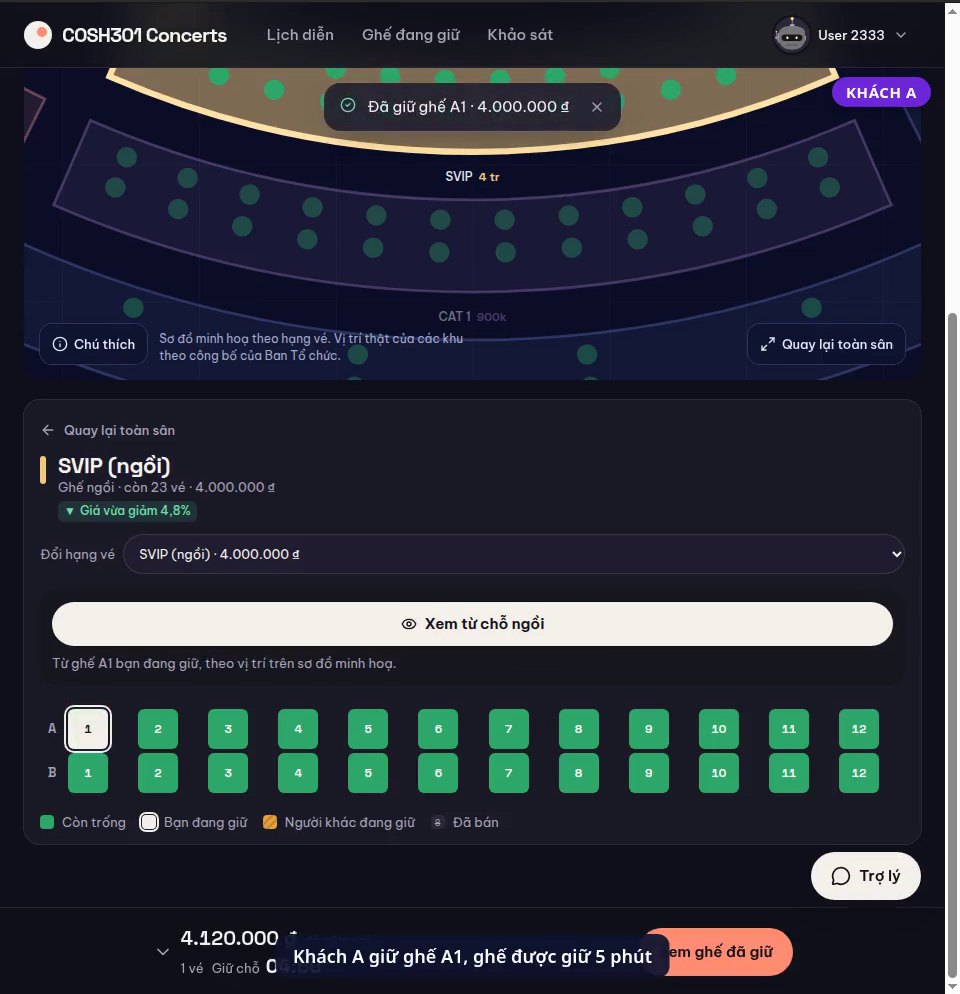 COSH301 Concerts
Lịch diễn
Ghế đang giữ
Khảo sát
User 2333
KHÁCH A
Đã giữ ghế A1 · 4.000.000 ₫
SVIP 4 tr
CAT 1 900k
Chú thích
Sơ đồ minh hoạ theo hạng vé. Vị trí thật của các khu
theo công bố của Ban Tổ chức.
Quay lại toàn sân
Quay lại toàn sân
SVIP (ngồi)
Ghế ngồi · còn 23 vé · 4.000.000 ₫
▼ Giá vừa giảm 4,8%
Đổi hạng vé
SVIP (ngồi) · 4.000.000 ₫
Xem từ chỗ ngồi
Từ ghế A1 bạn đang giữ, theo vị trí trên sơ đồ minh hoạ.
A 1 2 3 4 5 6 7 8 9 10 11 12
B 1 2 3 4 5 6 7 8 9 10 11 12
Còn trống
Bạn đang giữ
Người khác đang giữ
8 Đã bán
Trợ lý
4.120.000 ₫
1 vé Giữ chỗ
Khách A giữ ghế A1, ghế được giữ 5 phút
ghế đã giữ